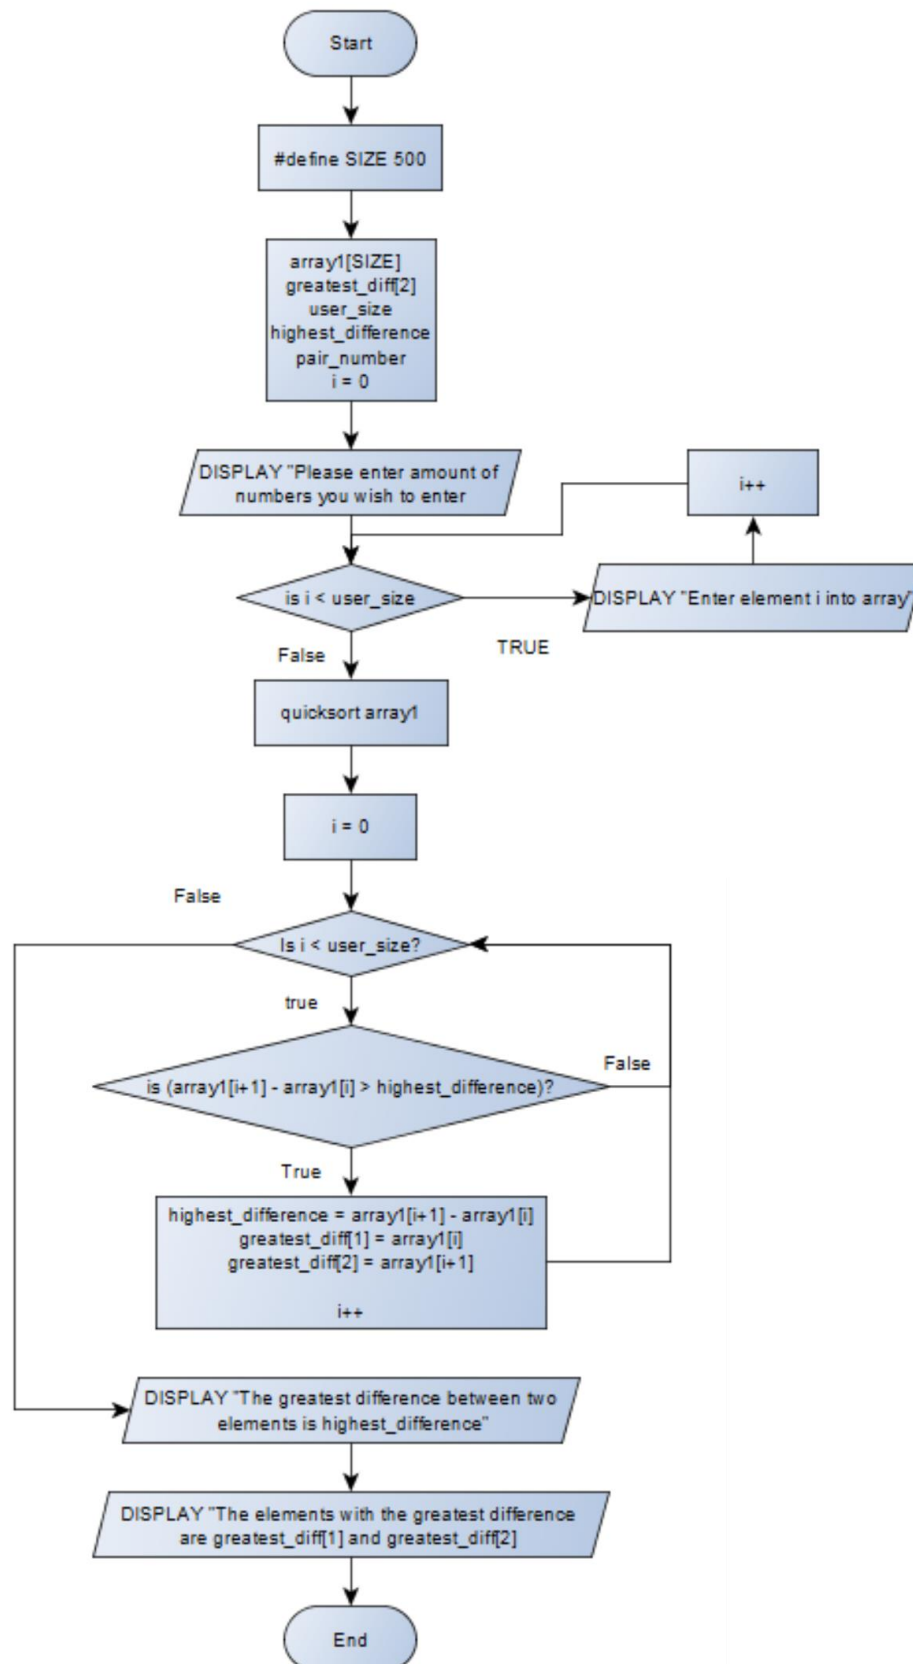 Start
#define SIZE 500
array1[SIZE]
greatest_diff[2]
user_size
highest_difference
pair_number
i = 0
DISPLAY "Please enter amount of
numbers you wish to enter
i++
is i < user_size
DISPLAY "Enter element i into array"
TRUE
False
quicksort array1
i = 0
False
Is i < user_size?
true
is (array1[i+1] - array1[i] > highest_difference)?
False
True
highest_difference = array1[i+1] - array1[i]
greatest_diff[1] = array1[i]
greatest_diff[2] = array1[i+1]
i++
DISPLAY "The greatest difference between two
elements is highest_difference"
DISPLAY "The elements with the greatest difference
are greatest_diff[1] and greatest_diff[2]
End